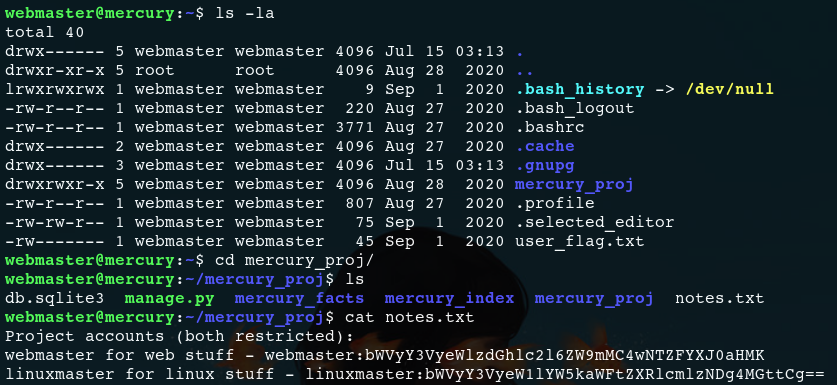 webmaster@mercury:~$ ls -la
total 40
drwx------ 5 webmaster webmaster 4096 Jul 15 03:13 .
drwxr-xr-x 5 root      root      4096 Aug 28  2020 ..
lrwxrwxrwx 1 webmaster webmaster    9 Sep  1  2020 .bash_history -> /dev/null
-rw-r--r-- 1 webmaster webmaster  220 Aug 27  2020 .bash_logout
-rw-r--r-- 1 webmaster webmaster 3771 Aug 27  2020 .bashrc
drwx------ 2 webmaster webmaster 4096 Aug 27  2020 .cache
drwx------ 3 webmaster webmaster 4096 Jul 15 03:13 .gnupg
drwxrwxr-x 5 webmaster webmaster 4096 Aug 28  2020 mercury_proj
-rw-r--r-- 1 webmaster webmaster  807 Aug 27  2020 .profile
-rw-rw-r-- 1 webmaster webmaster   75 Sep  1  2020 .selected_editor
-rw------- 1 webmaster webmaster   45 Sep  1  2020 user_flag.txt
webmaster@mercury:~$ cd mercury_proj/
webmaster@mercury:~/mercury_proj$ ls
db.sqlite3  manage.py  mercury_facts  mercury_index  mercury_proj  notes.txt
webmaster@mercury:~/mercury_proj$ cat notes.txt
Project accounts (both restricted):
webmaster for web stuff - webmaster:bWVyY3VyeWlzdGhlc2l6ZW9mMC4wNTZFYXJ0aHMK
linuxmaster for linux stuff - linuxmaster:bWVyY3VyeW1lYW5kaWFtZXRlcmlzNDg4MGttCg==